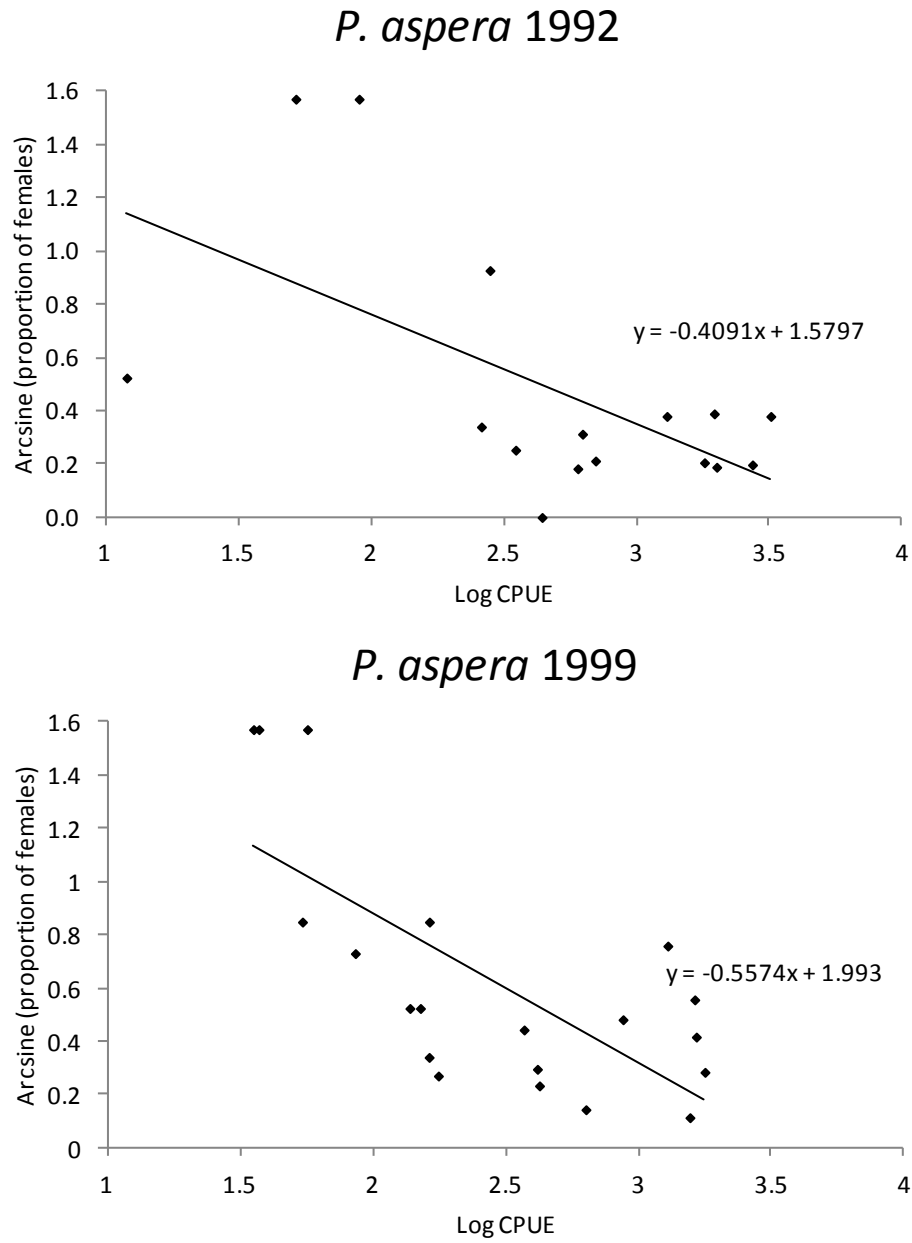 P. aspera 1992
Arcsine (proportion of females)
1.6
1.4
1.2
1.0
0.8
0.6
0.4
0.2
0.0
y = -0.4091x + 1.5797
1 1.5 2 2.5 3 3.5 4
Log CPUE
P. aspera 1999
Arcsine (proportion of females)
1.6
1.4
1.2
1
0.8
0.6
0.4
0.2
0
y = -0.5574x + 1.993
1 1.5 2 2.5 3 3.5 4
Log CPUE